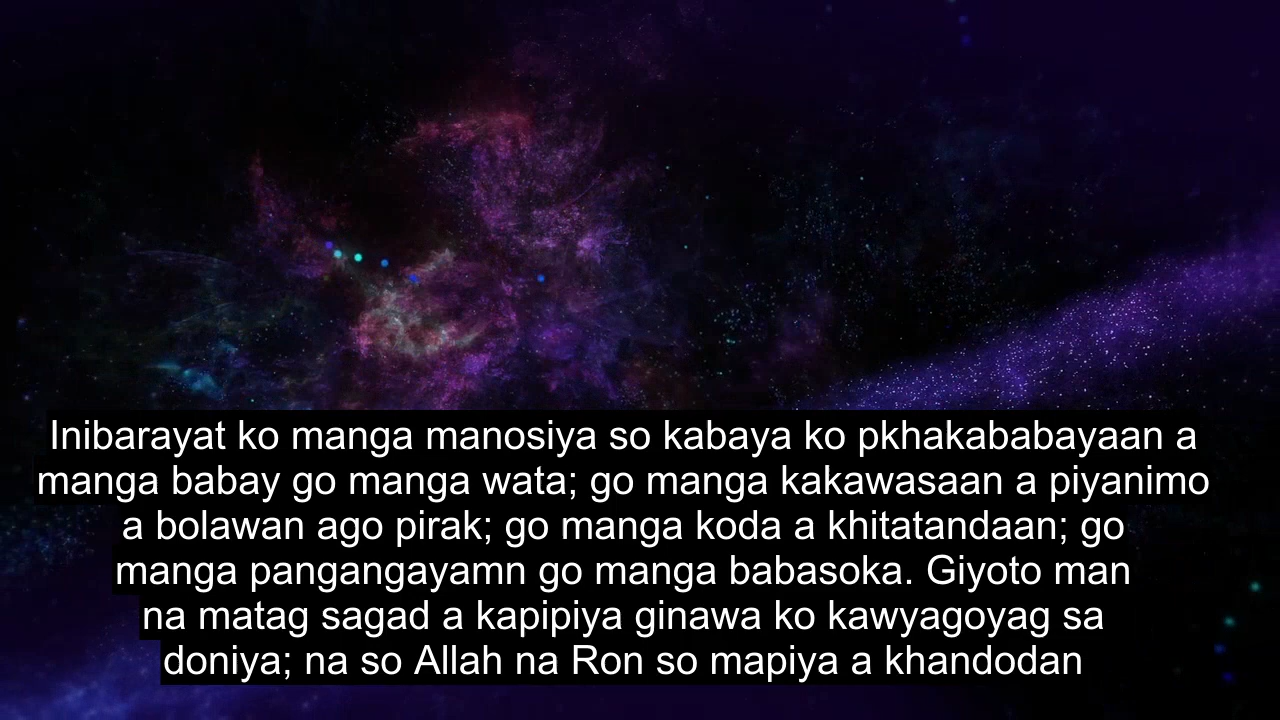 Inibarayat ko manga manosiya so kabaya ko pkhakababayaan a
manga babay go manga wata; go manga kakawasaan a piyanimo
a bolawan ago pirak; go manga koda a khitatandaan; go
manga pangangayamn go manga babasoka. Giyoto man
na matag sagad a kapipiya ginawa ko kawyagoyag sa
doniya; na so Allah na Ron so mapiya a khandodan